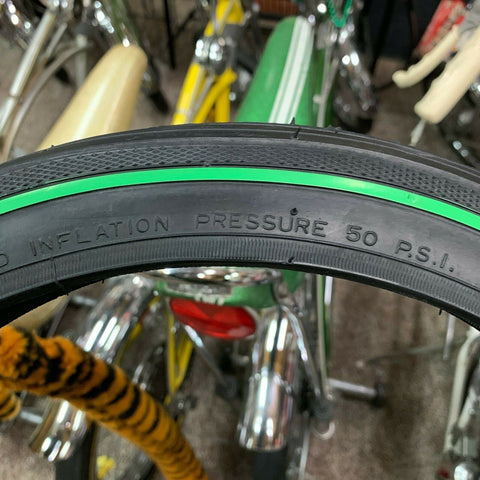 D INFLATION PRESSURE 50 P.S.I.